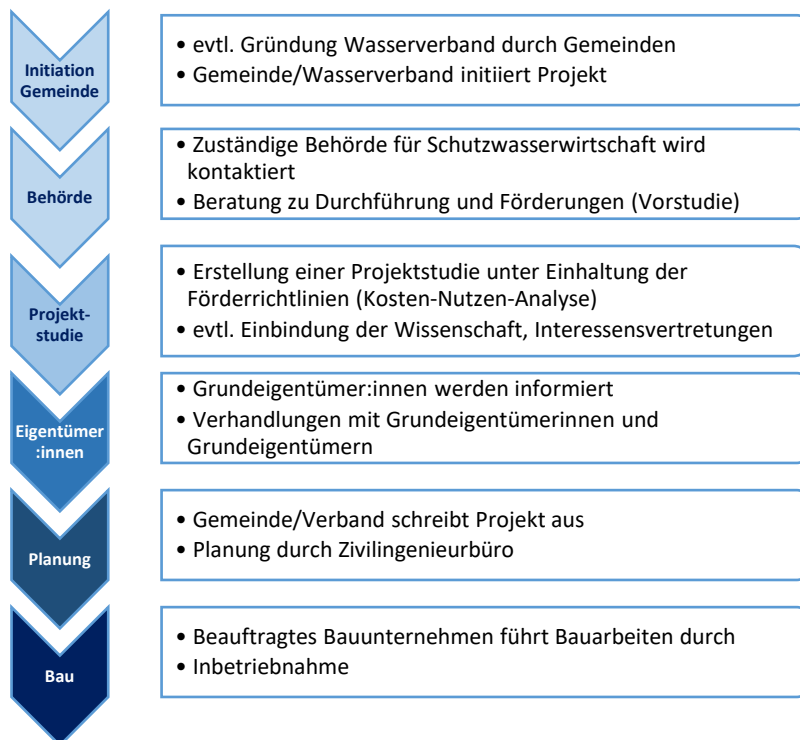 Initiation
Gemeinde
• evtl. Gründung Wasserverband durch Gemeinden
• Gemeinde/Wasserverband initiiert Projekt
Behörde
• Zuständige Behörde für Schutzwasserwirtschaft wird
kontaktiert
• Beratung zu Durchführung und Förderungen (Vorstudie)
Projekt-
studie
• Erstellung einer Projektstudie unter Einhaltung der
Förderrichtlinien (Kosten-Nutzen-Analyse)
• evtl. Einbindung der Wissenschaft, Interessensvertretungen
Eigentümer
:innen
• Grundeigentümer:innen werden informiert
• Verhandlungen mit Grundeigentümerinnen und
Grundeigentümern
Planung
• Gemeinde/Verband schreibt Projekt aus
• Planung durch Zivilingenieurbüro
Bau
• Beauftragtes Bauunternehmen führt Bauarbeiten durch
• Inbetriebnahme